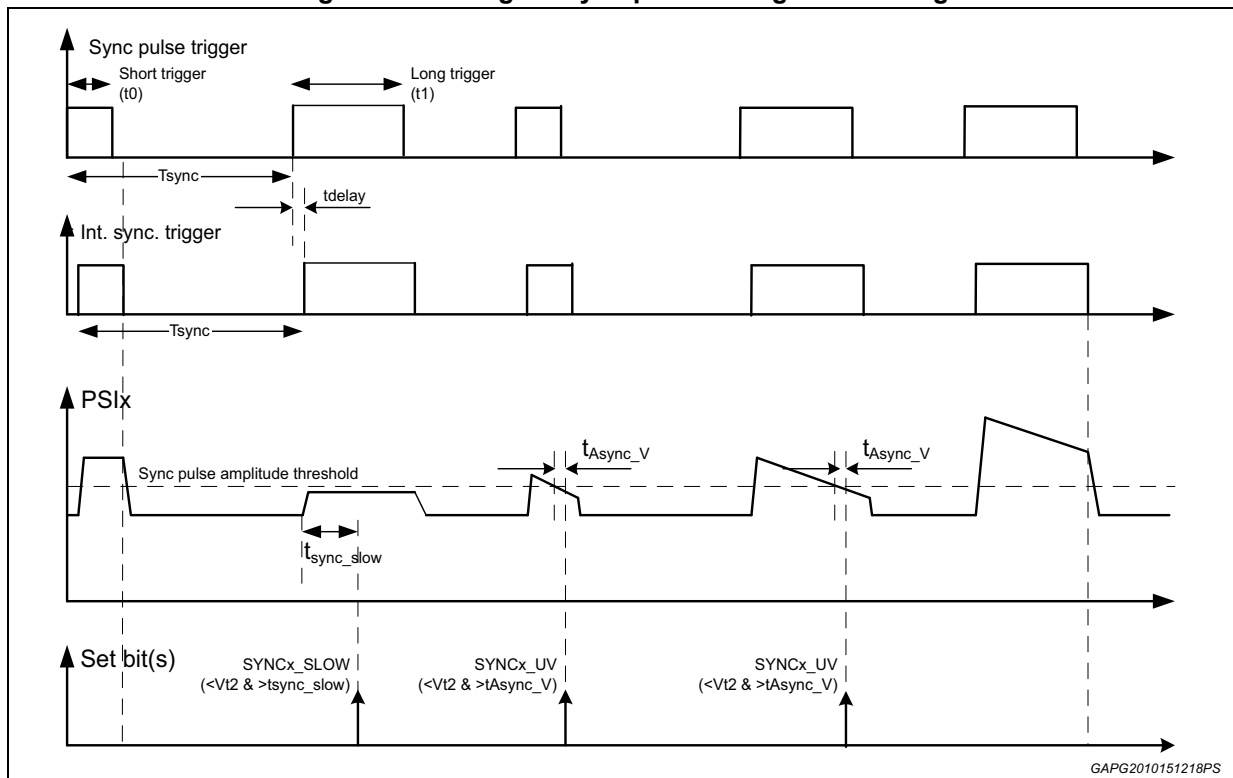 Sync pulse trigger
Short trigger
(t0)
Long trigger
(t1)
Tsync
tdelay
Int. sync. trigger
Tsync
PSIx
Sync pulse amplitude threshold
tAsync_V
tAsync_V
tsync_slow
Set bit(s)
SYNCx_SLOW
(<Vt2 & >tsync_slow)
SYNCx_UV
(<Vt2 & >tAsync_V)
SYNCx_UV
(<Vt2 & >tAsync_V)
GAPG2010151218PS